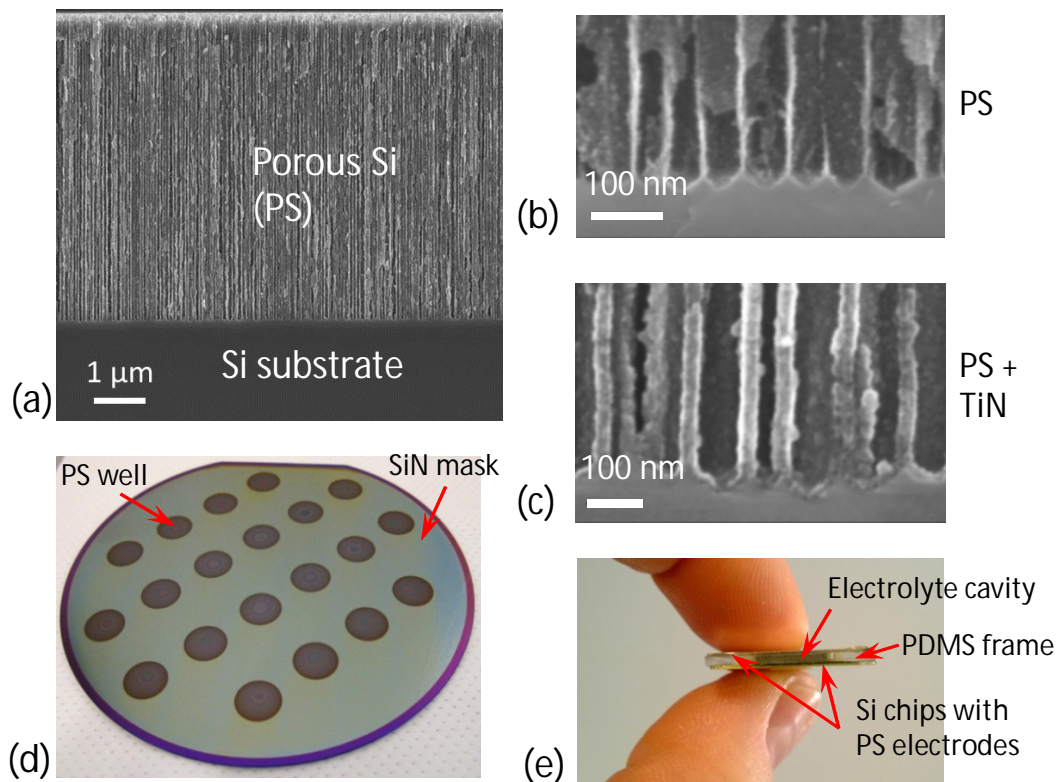 Porous Si
(PS)
Si substrate
1 µm
(a)
PS
100 nm
(b)
PS +
TiN
100 nm
(c)
PS well
SiN mask
(d)
Electrolyte cavity
PDMS frame
Si chips with
PS electrodes
(e)